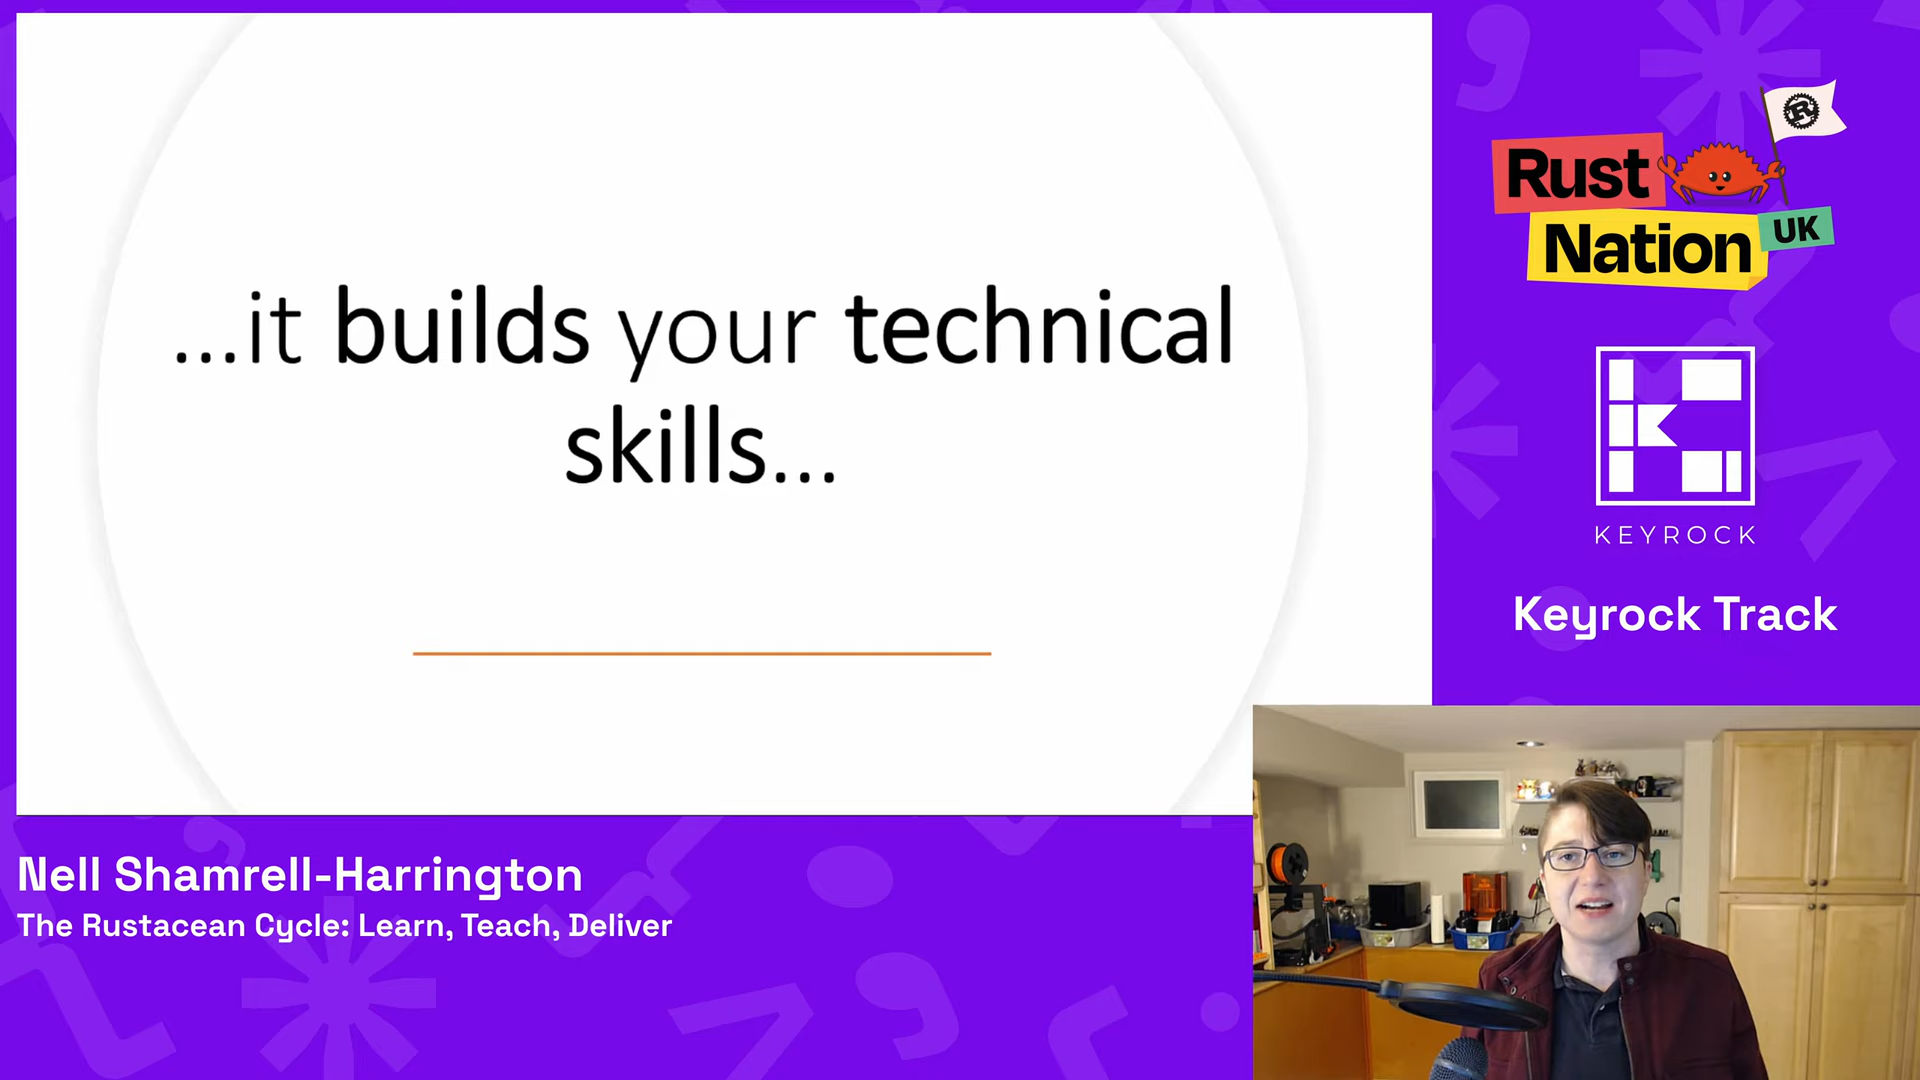 ...it builds your technical
skills...
Rust
Nation
UK
R
KEYROCK
Keyrock Track
Nell Shamrell-Harrington
The Rustacean Cycle: Learn, Teach, Deliver